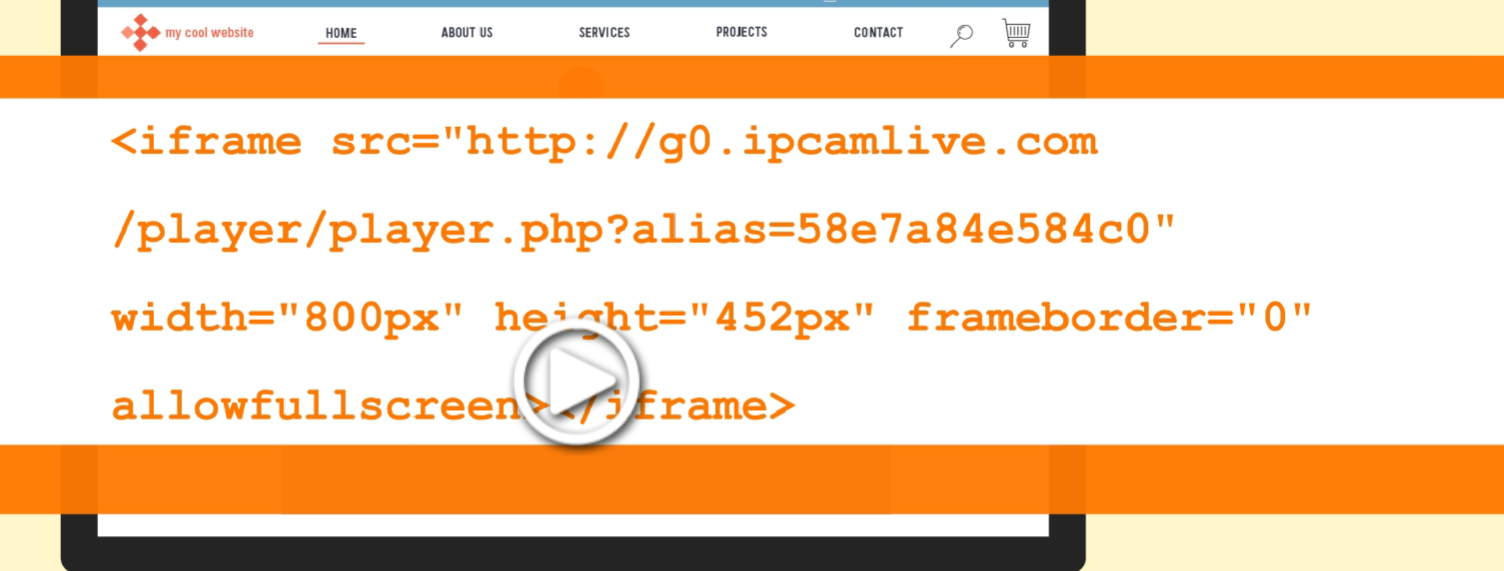 my cool website HOME ABOUT US SERVICES PROJECTS CONTACT
<iframe src="http://g0.ipcamlive.com
/player/player.php?alias=58e7a84e584c0"
width="800px" height="452px" frameborder="0"
allowfullscreen></iframe>